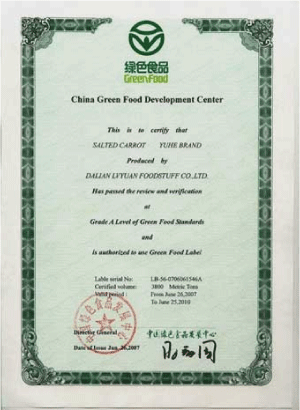 绿色食品
GreenFood
China Green Food Development Center
This is to certify that
SALTED CARROT YUHE BRAND
Produced by
DALIAN LVYUAN FOODSTUFF CO.,LTD.
Has passed the review and verification
at
Grade A Level of Green Food Standards
and
is authorized to use Green Food Label
Lable serial No: LB-56-0706061546A
Certified volume: 3800 Metric Tons
Valid period : From June 26,2007
To June 25,2010
Director General
中国绿色食品发展中心
Date of Issue Jun. 26,2007